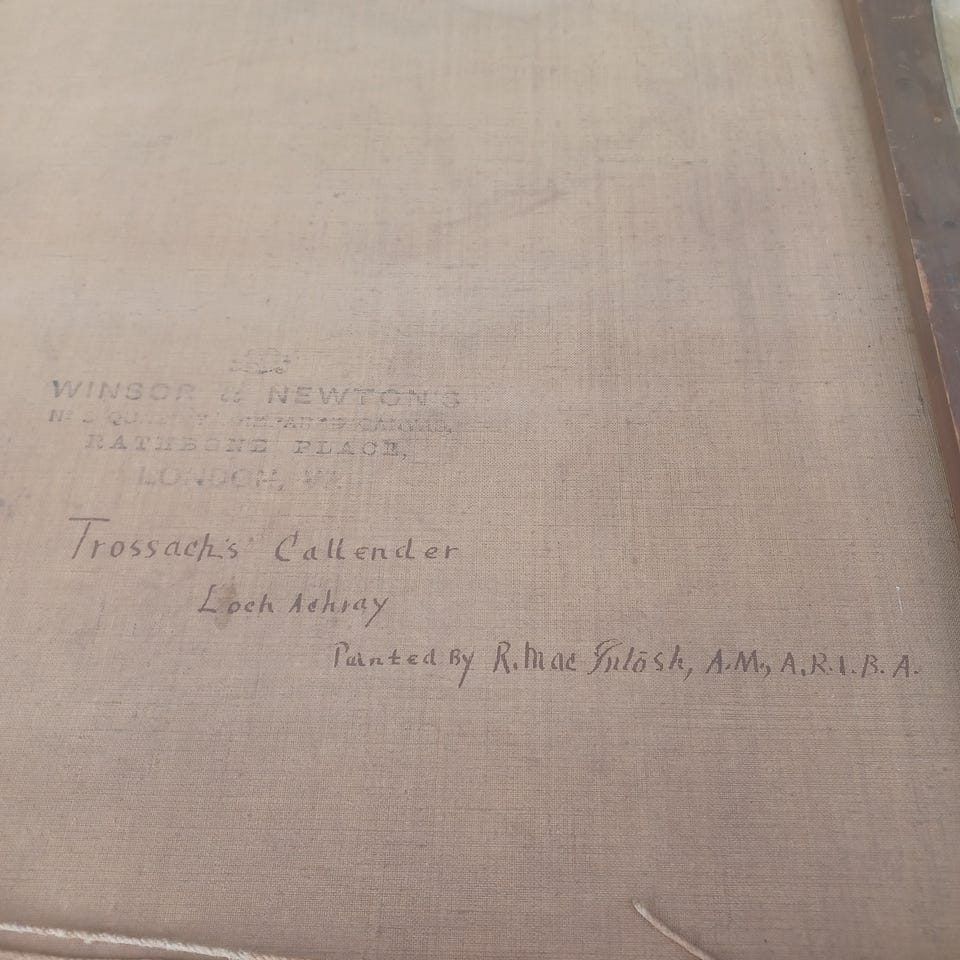 WINSOR & NEWTON'S
RATHBONE PLACE,
LONDON, W.
Trossach's Callender
Loch Achray
Painted By R. Mac Intosh, A.M., A.R.I.B.A.